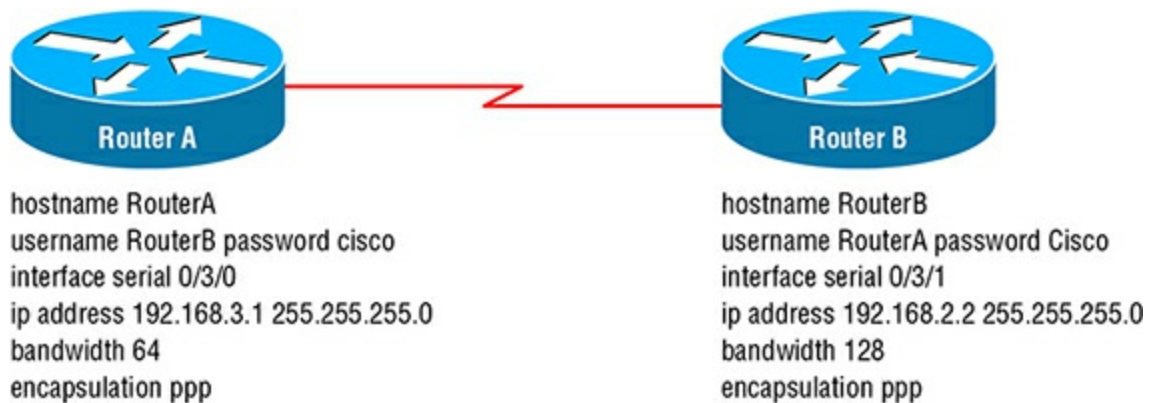 Router A
Router B
hostname RouterA
username RouterB password cisco
interface serial 0/3/0
ip address 192.168.3.1 255.255.255.0
bandwidth 64
encapsulation ppp
hostname RouterB
username RouterA password Cisco
interface serial 0/3/1
ip address 192.168.2.2 255.255.255.0
bandwidth 128
encapsulation ppp